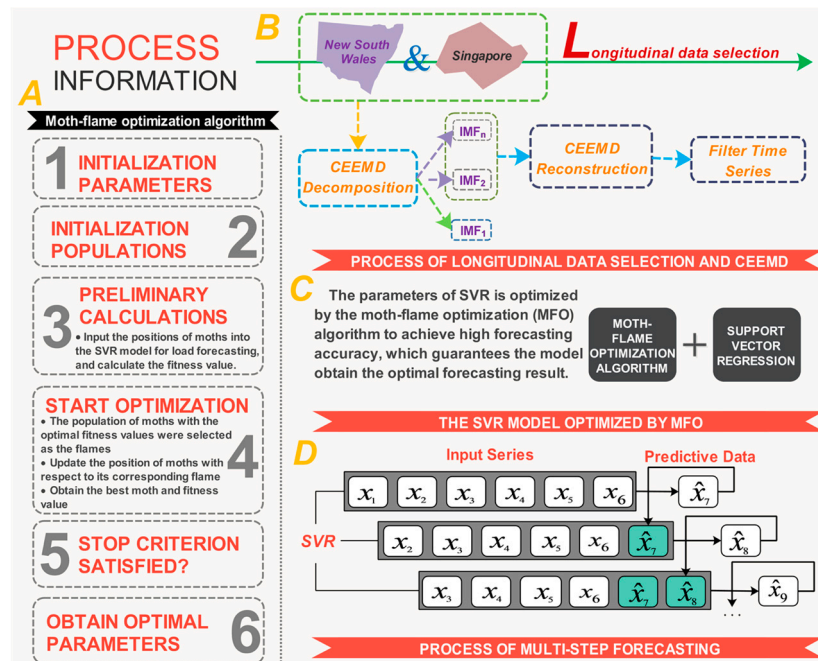 PROCESS
INFORMATION
A
Moth-flame optimization algorithm
1
INITIALIZATION
PARAMETERS
INITIALIZATION
POPULATIONS
2
3
PRELIMINARY
CALCULATIONS
• Input the positions of moths into
the SVR model for load forecasting,
and calculate the fitness value.
START OPTIMIZATION
• The population of moths with the
optimal fitness values were selected
as the flames
• Update the position of moths with
respect to its corresponding flame
• Obtain the best moth and fitness
value
4
5
STOP CRITERION
SATISFIED?
OBTAIN OPTIMAL
PARAMETERS
6
B
New South
Wales
&
Singapore
Longitudinal data selection
CEEMD
Decomposition
IMFn
IMF2
IMF1
CEEMD
Reconstruction
Filter Time
Series
PROCESS OF LONGITUDINAL DATA SELECTION AND CEEMD
C
The parameters of SVR is optimized
by the moth-flame optimization (MFO)
algorithm to achieve high forecasting
accuracy, which guarantees the model
obtain the optimal forecasting result.
MOTH-
FLAME
OPTIMIZATION
ALGORITHM
+
SUPPORT
VECTOR
REGRESSION
THE SVR MODEL OPTIMIZED BY MFO
D
Input Series
Predictive Data
x₁ x₂ x₃ x₄ x₅ x₆ x̂₇
SVR
x₂ x₃ x₄ x₅ x₆ x̂₇ x̂₈
x₃ x₄ x₅ x₆ x̂₇ x̂₈ ... x̂₉
PROCESS OF MULTI-STEP FORECASTING